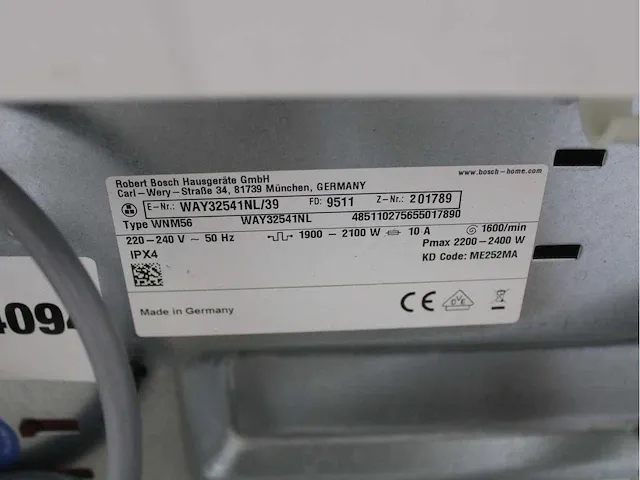 Robert Bosch Hausgeräte GmbH
www.bosch-home.com
Carl-Wery-Straße 34, 81739 München, GERMANY
E-Nr.: WAY32541NL/39 FD: 9511 Z-Nr.: 201789
Type WNM56 WAY32541NL 485110275655017890
220-240 V ~ 50 Hz 1900-2100 W 10 A 1600/min
IPX4 Pmax 2200-2400 W
KD Code: ME252MA
Made in Germany CE DVE